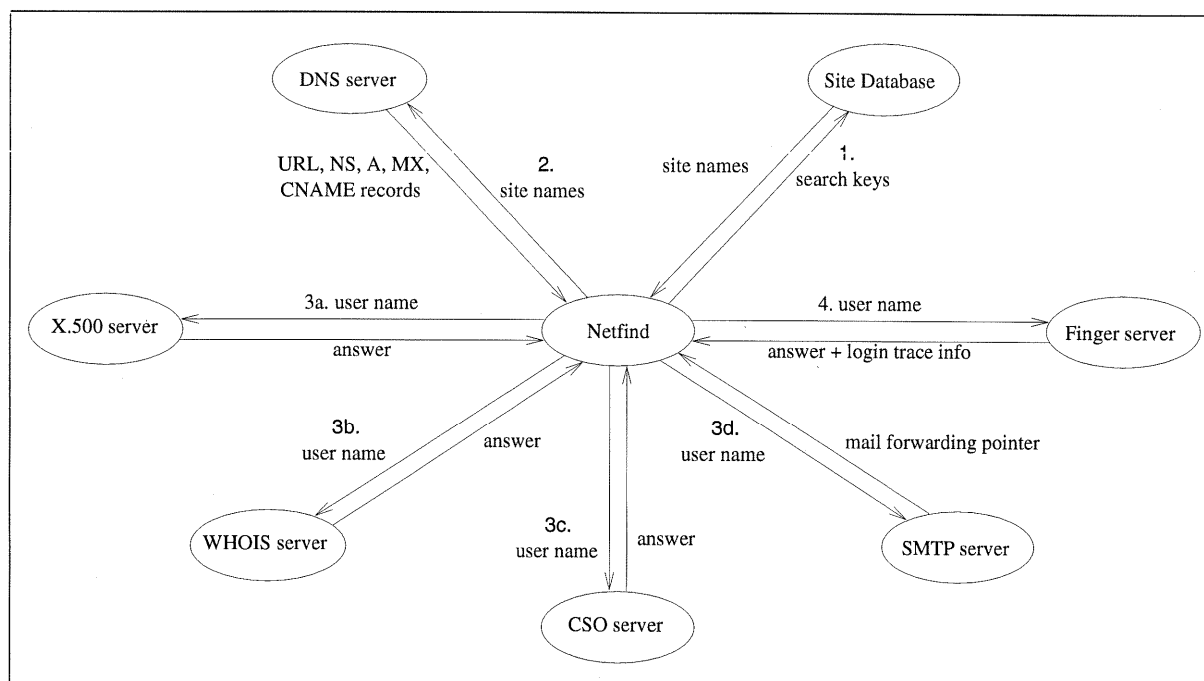 DNS server
Site Database
URL, NS, A, MX,
CNAME records
2.
site names
site names
1.
search keys
X.500 server
3a. user name
answer
Netfind
4. user name
answer + login trace info
Finger server
3b.
user name
answer
3d.
user name
mail forwarding pointer
WHOIS server
3c.
user name
answer
SMTP server
CSO server